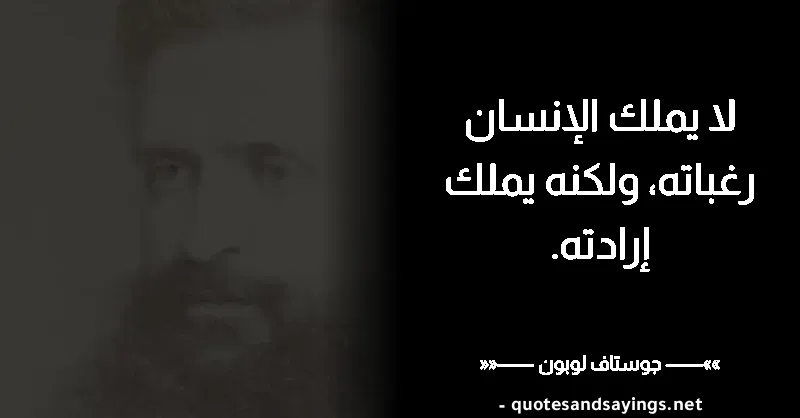 لا يملك الإنسان
رغباته، ولكنه يملك
إرادته.
»»—— جوستاف لوبون ——««
- quotesandsayings.net